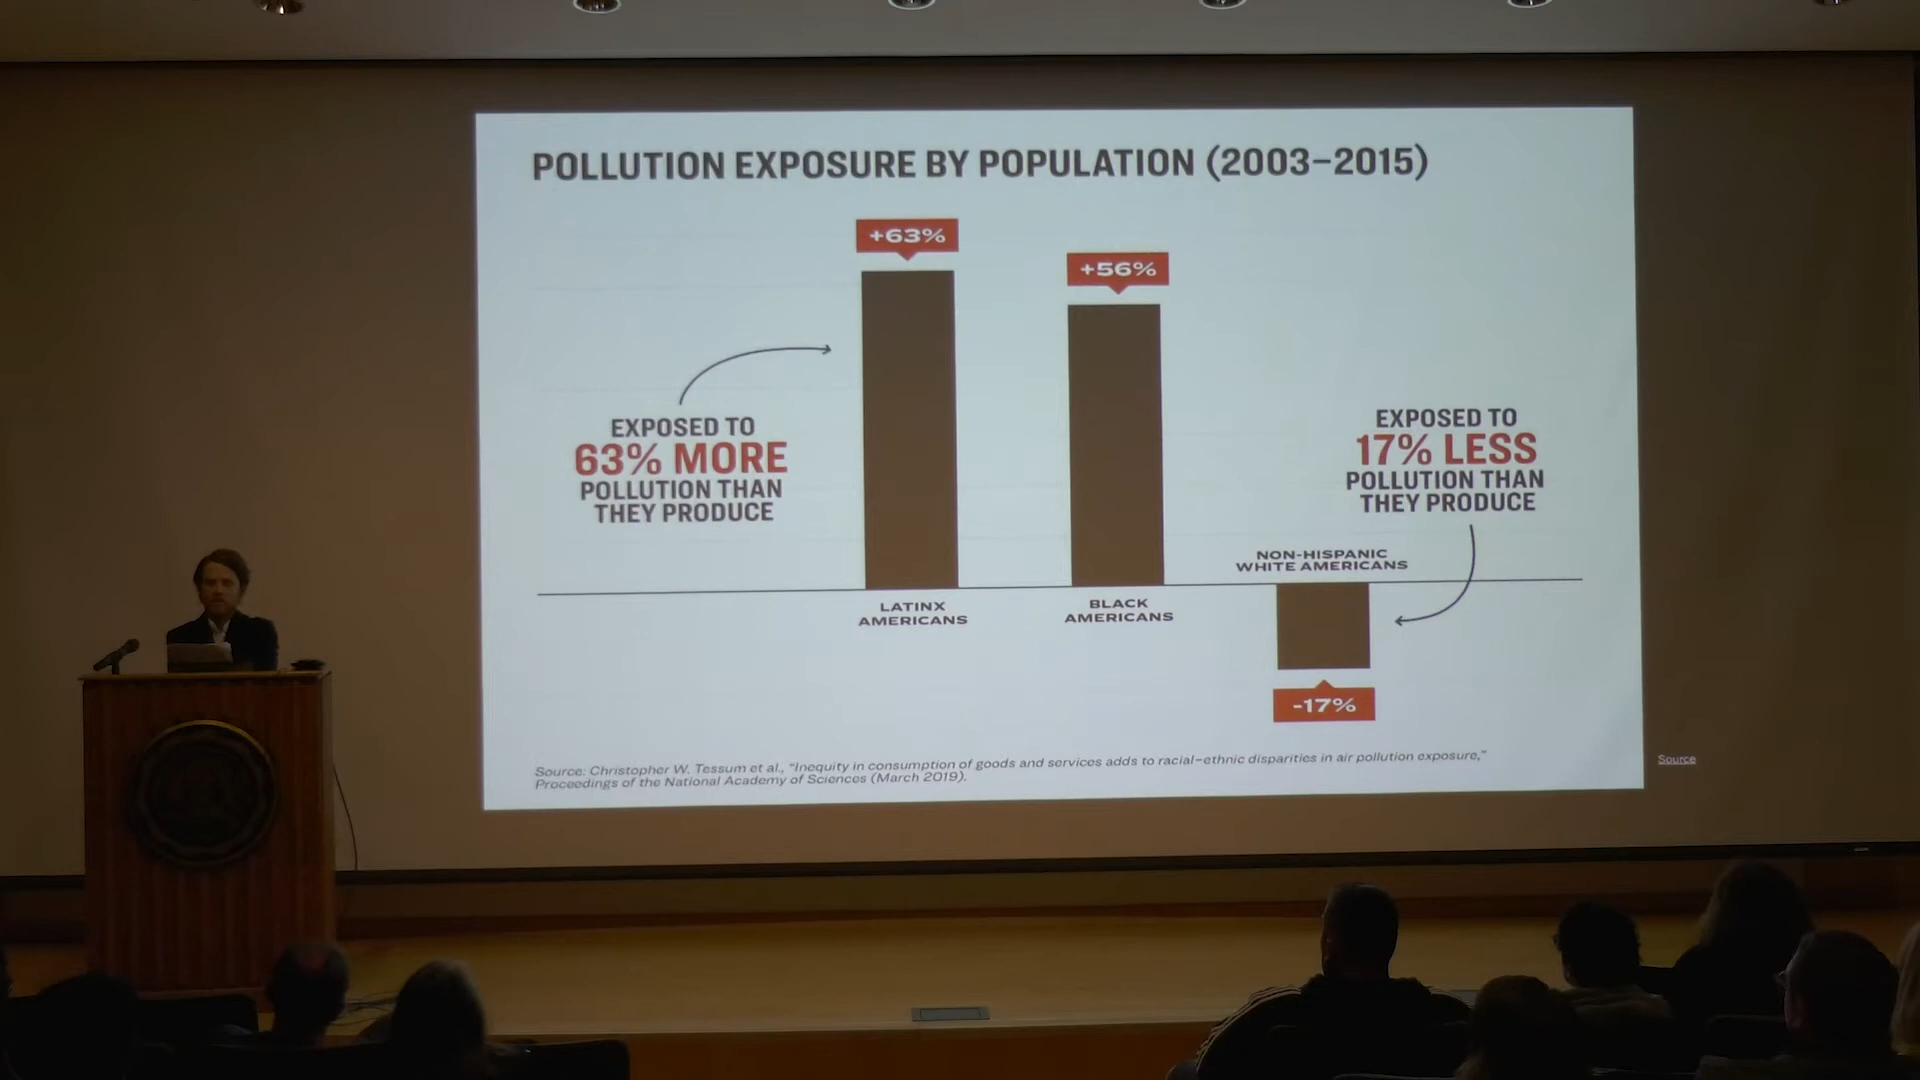 POLLUTION EXPOSURE BY POPULATION (2003–2015)
+63%
+56%
EXPOSED TO
63% MORE
POLLUTION THAN
THEY PRODUCE
EXPOSED TO
17% LESS
POLLUTION THAN
THEY PRODUCE
NON-HISPANIC
WHITE AMERICANS
LATINX
AMERICANS
BLACK
AMERICANS
-17%
Source: Christopher W. Tessum et al., "Inequity in consumption of goods and services adds to racial–ethnic disparities in air pollution exposure,"
Proceedings of the National Academy of Sciences (March 2019).
Source